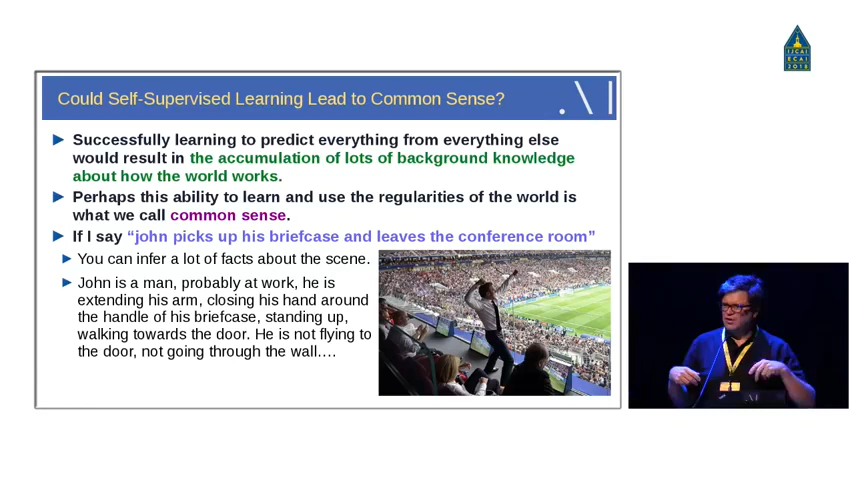 IJCAI
ECAI
2018
Could Self-Supervised Learning Lead to Common Sense?
Successfully learning to predict everything from everything else
would result in the accumulation of lots of background knowledge
about how the world works.
Perhaps this ability to learn and use the regularities of the world is
what we call common sense.
If I say “john picks up his briefcase and leaves the conference room”
You can infer a lot of facts about the scene.
John is a man, probably at work, he is
extending his arm, closing his hand around
the handle of his briefcase, standing up,
walking towards the door. He is not flying to
the door, not going through the wall….